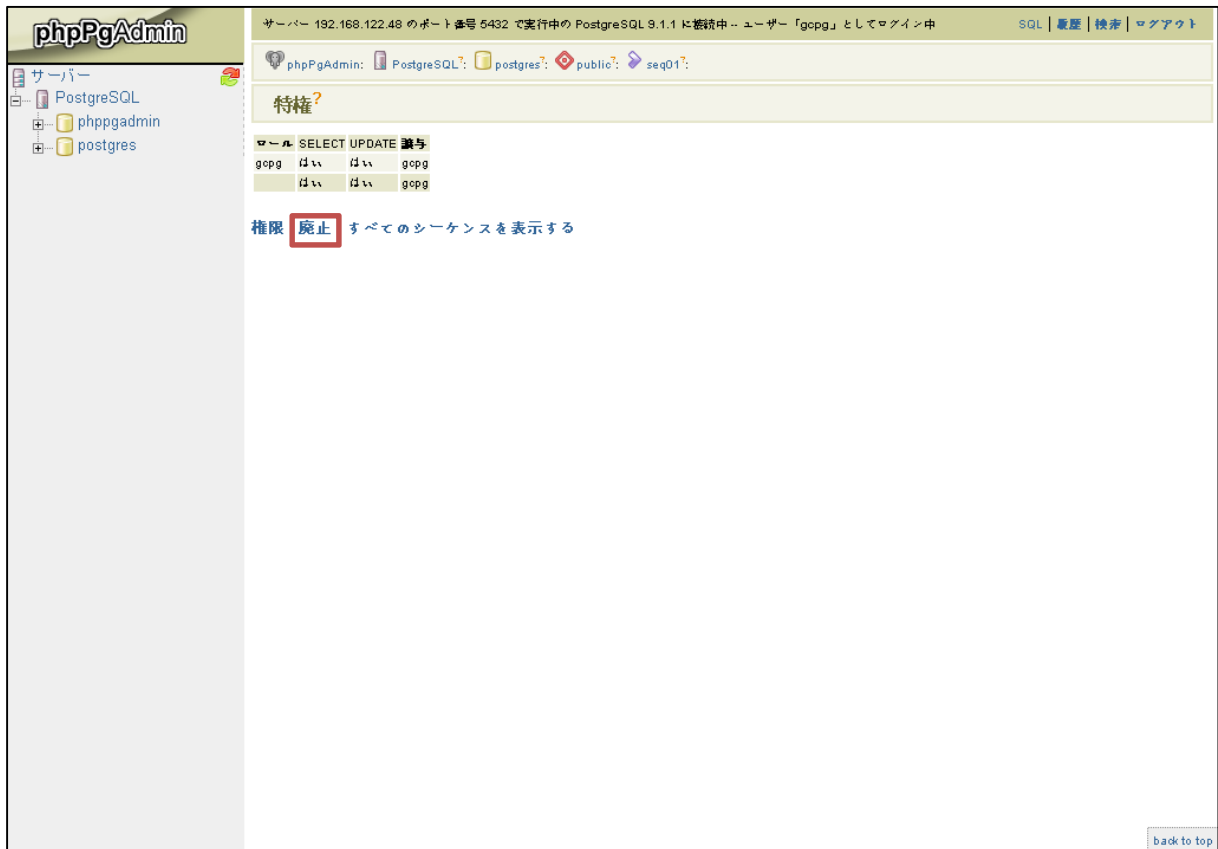 phpPgAdmin
サーバー
PostgreSQL
phppgadmin
postgres
サーバー 192.168.122.48 のポート番号 5432 で実行中の PostgreSQL 9.1.1 に接続中 -- ユーザー「gcpg」としてログイン中
SQL | 履歴 | 検索 | ログアウト
phpPgAdmin: PostgreSQL?: postgres?: public?: seq01?:
特権?
ロール SELECT UPDATE 譲与
gcpg はい はい gcpg
はい はい gcpg
権限 廃止 すべてのシーケンスを表示する
back to top